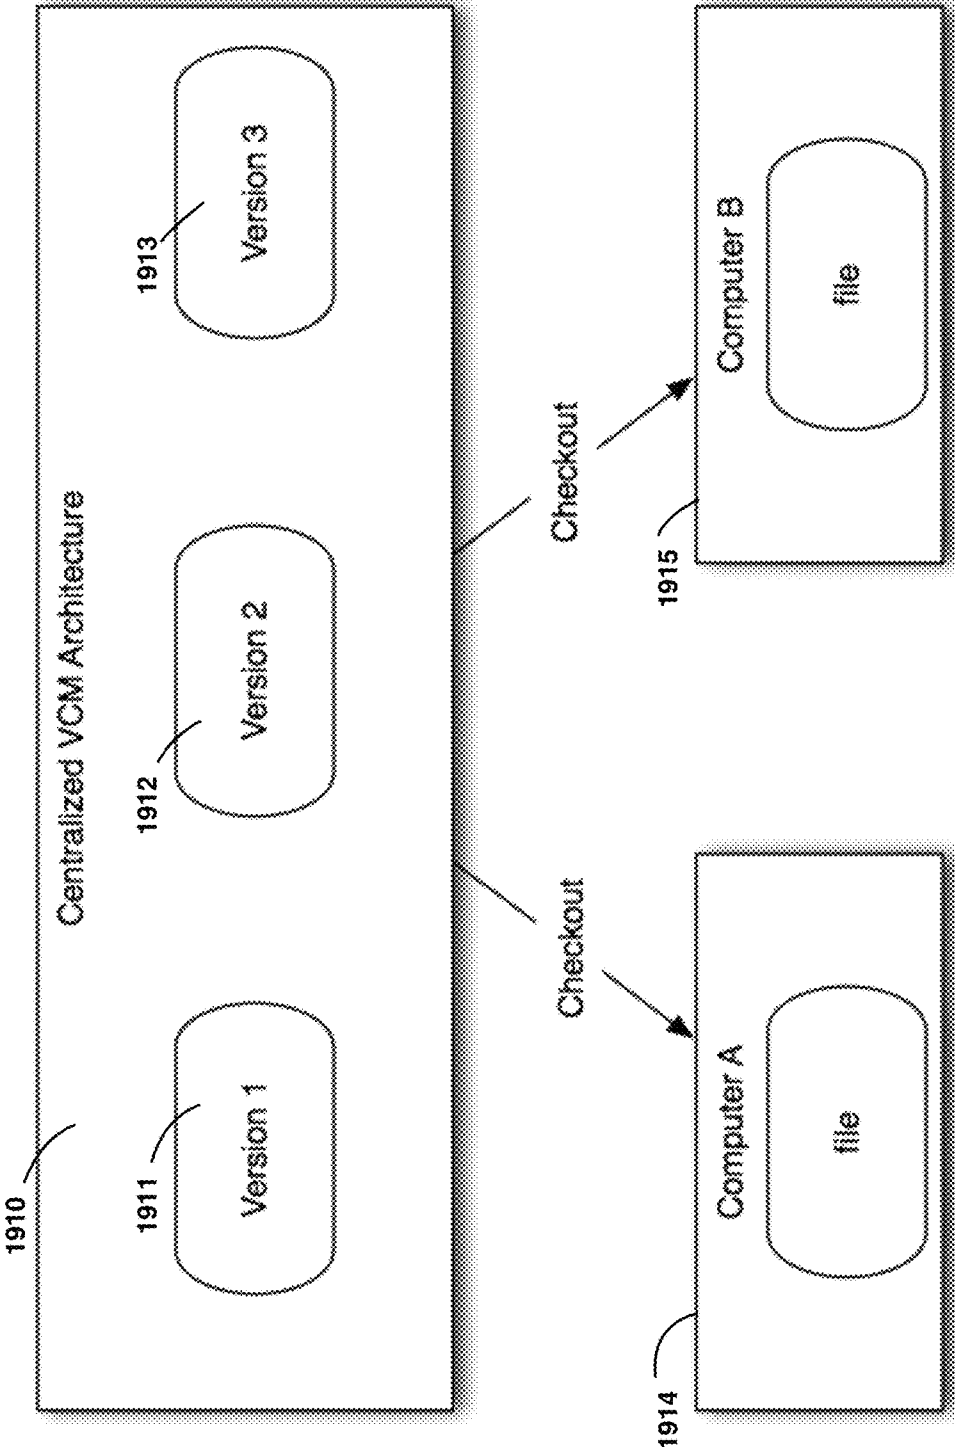 1910
Centralized VCM Architecture
1911
1912
1913
Version 1
Version 2
Version 3
Checkout
Checkout
1914
1915
Computer A
Computer B
file
file